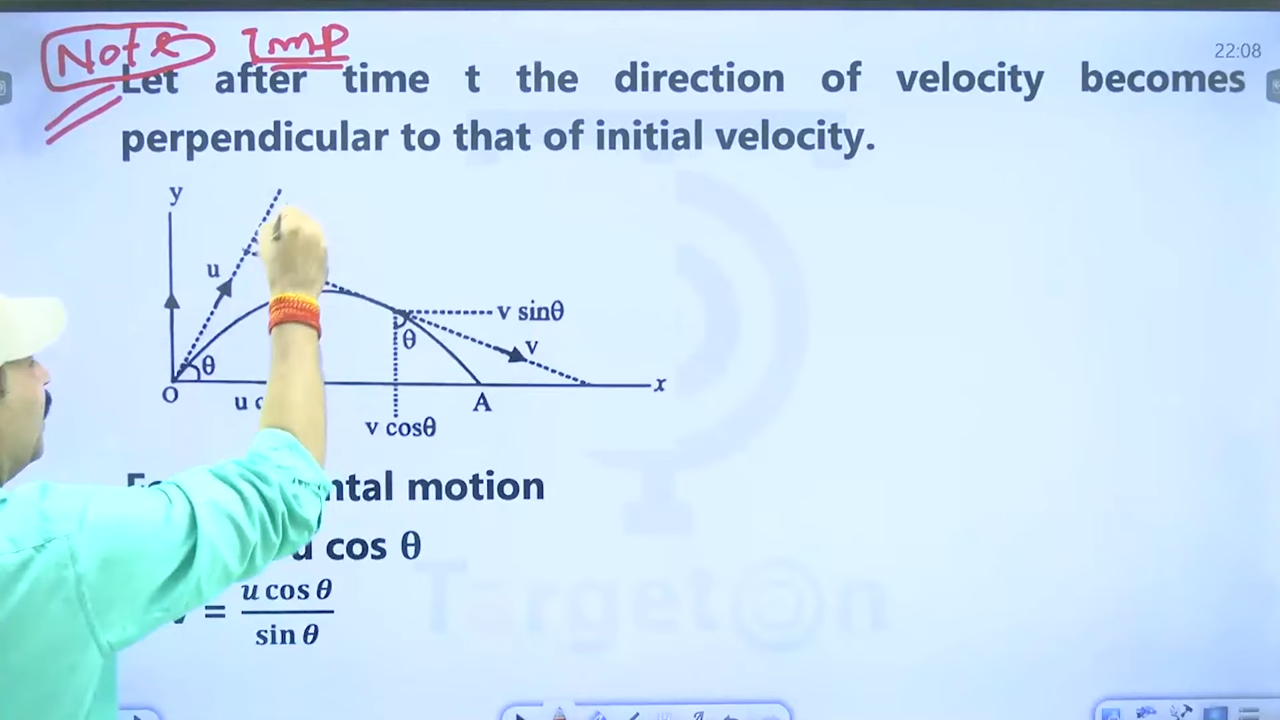 Note Imp
22:08
Let after time t the direction of velocity becomes
perpendicular to that of initial velocity.
y
u
v sinθ
θ
v
θ
O
u
A
x
v cosθ
motion
u cos θ
= u cos θ
sin θ
Target@n